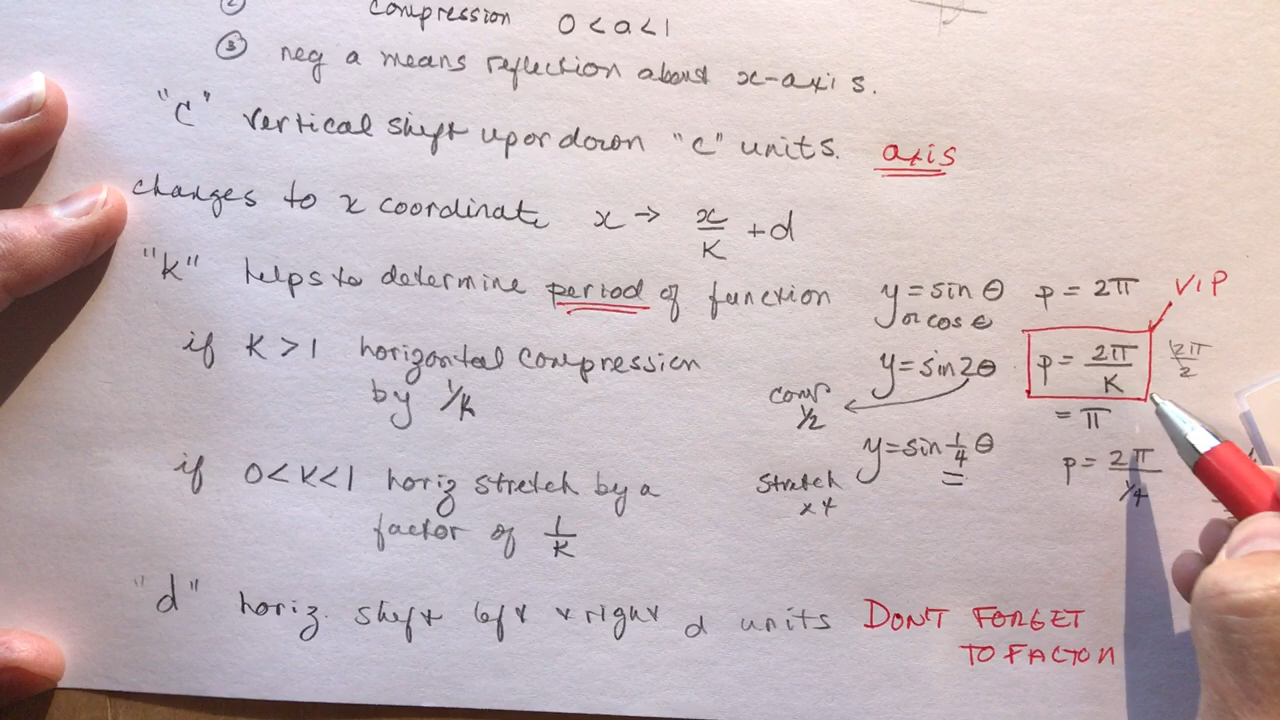 ② compression 0 < a < 1
③ neg a means reflection about x-axis.
"c" vertical shift up or down "c" units. axis
changes to x coordinate x → x/K + d
"k" helps to determine period of function y = sin θ p = 2π VIP
or cos θ
if K > 1 horizontal compression y = sin 2θ p = 2π/K 2π/2
by 1/k comp 1/2 = π
y = sin 1/4 θ p = 2π/1/4
if 0 < k < 1 horiz stretch by a stretch x 4
factor of 1/K
"d" horiz. shift left & right d units DON'T FORGET
TO FACTOR